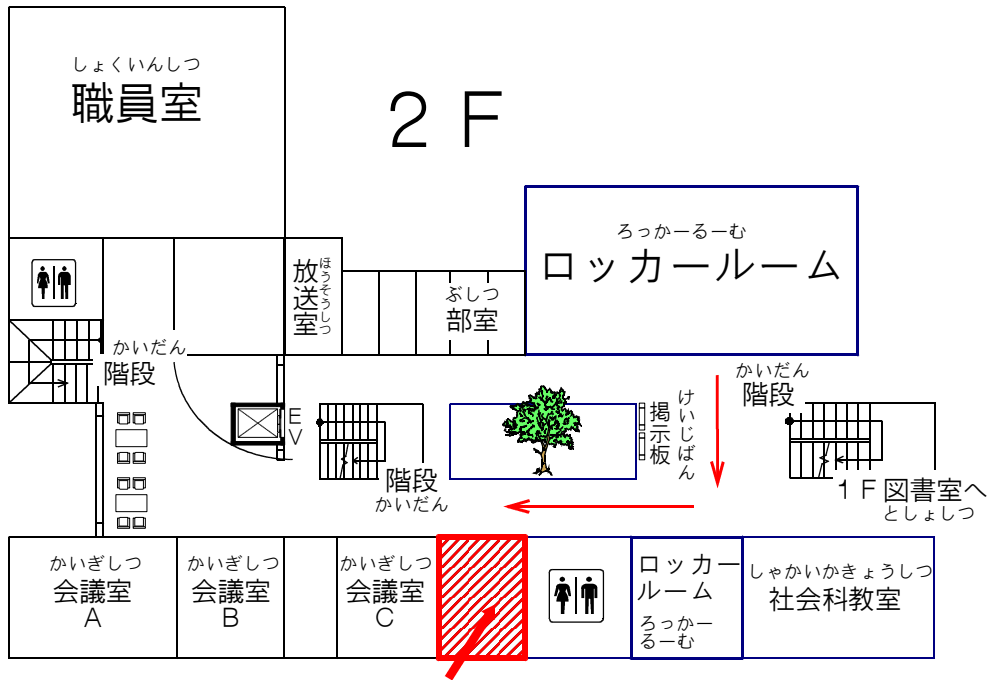 しょくいんしつ
職員室
２Ｆ
ろっかーるーむ
ロッカールーム
放送室
ほうそうしつ
ぶしつ
部室
かいだん
階段
EV
階段
かいだん
掲示板
けいじばん
かいだん
階段
１Ｆ図書室へ
としょしつ
かいぎしつ
会議室
A
かいぎしつ
会議室
B
かいぎしつ
会議室
C
ロッカー
ルーム
ろっかー
るーむ
しゃかいかきょうしつ
社会科教室